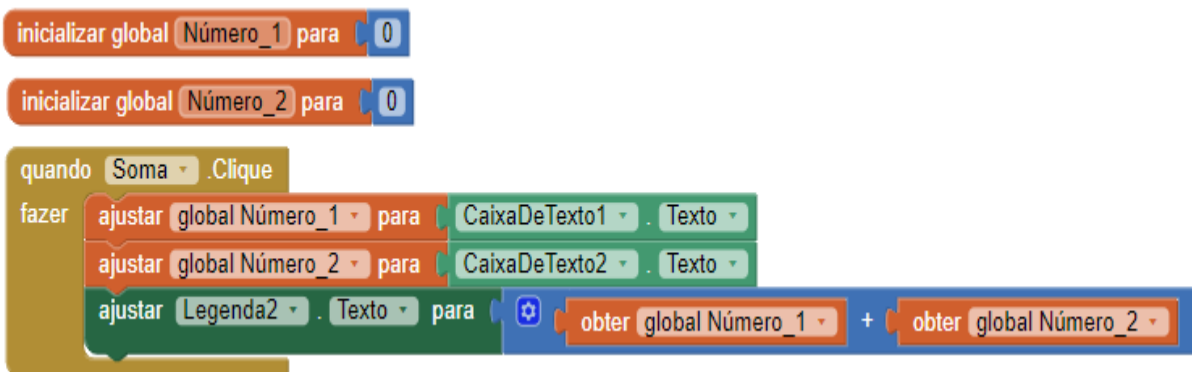 inicializar global Número_1 para 0
inicializar global Número_2 para 0
quando Soma .Clique
fazer ajustar global Número_1 para CaixaDeTexto1 . Texto
ajustar global Número_2 para CaixaDeTexto2 . Texto
ajustar Legenda2 . Texto para obter global Número_1 + obter global Número_2